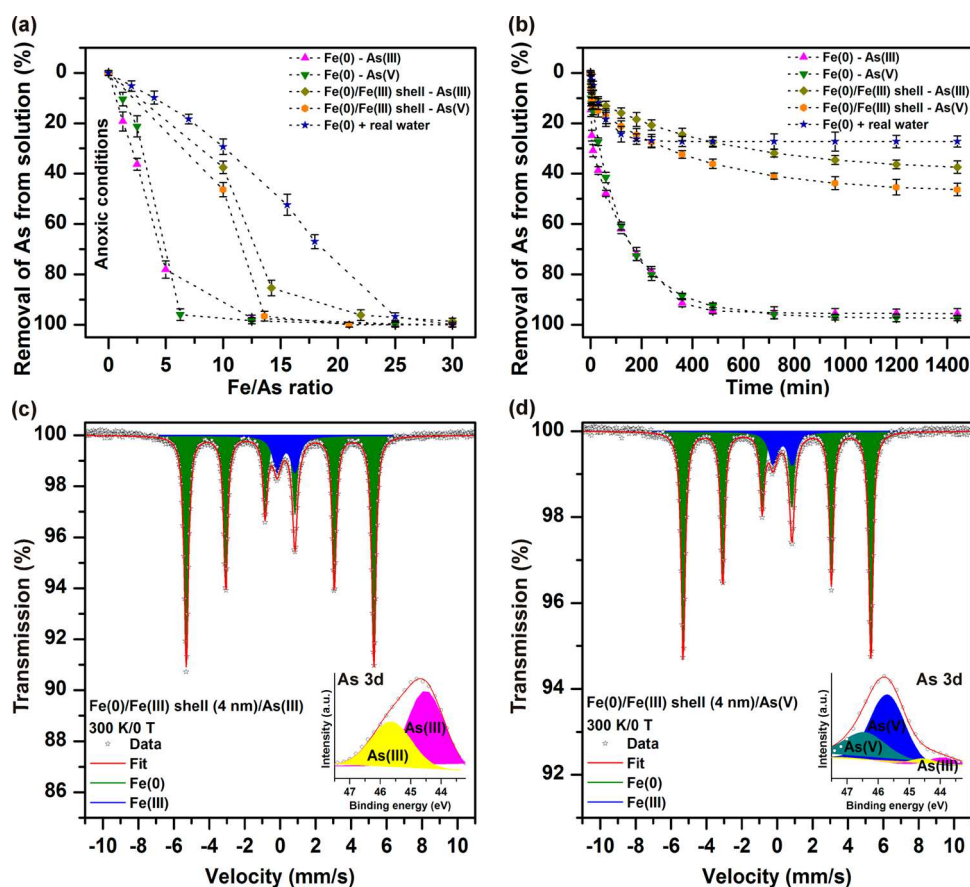 (a)
Fe(0) - As(III)
Fe(0) - As(V)
Fe(0)/Fe(III) shell - As(III)
Fe(0)/Fe(III) shell - As(V)
Fe(0) + real water
Anoxic conditions
Removal of As from solution (%)
0
20
40
60
80
100
0 5 10 15 20 25 30
Fe/As ratio
(b)
Fe(0) - As(III)
Fe(0) - As(V)
Fe(0)/Fe(III) shell - As(III)
Fe(0)/Fe(III) shell - As(V)
Fe(0) + real water
Removal of As from solution (%)
0
20
40
60
80
100
0 200 400 600 800 1000 1200 1400
Time (min)
(c)
Transmission (%)
100
98
96
94
92
90
88
86
Fe(0)/Fe(III) shell (4 nm)/As(III)
300 K/0 T
Data
Fit
Fe(0)
Fe(III)
As 3d
As(III)
As(III)
Intensity (a.u.)
47 46 45 44
Binding energy (eV)
-10 -8 -6 -4 -2 0 2 4 6 8 10
Velocity (mm/s)
(d)
Transmission (%)
100
98
96
94
92
Fe(0)/Fe(III) shell (4 nm)/As(V)
300 K/0 T
Data
Fit
Fe(0)
Fe(III)
As 3d
As(V)
As(V)
As(III)
Intensity (a.u.)
47 46 45 44
Binding energy (eV)
-10 -8 -6 -4 -2 0 2 4 6 8 10
Velocity (mm/s)